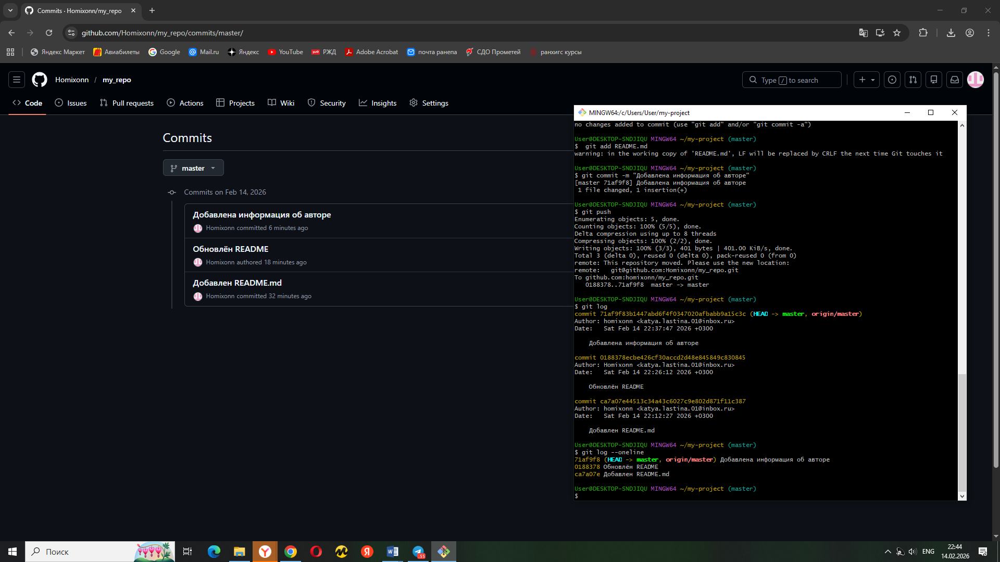 Commits · Homixonn/my_repo
github.com/Homixonn/my_repo/commits/master/
Яндекс Маркет
Авиабилеты
Google
Mail.ru
Яндекс
YouTube
РЖД
Adobe Acrobat
почта ранепа
СДО Прометей
ранхигс курсы
Homixonn / my_repo
Type / to search
Code
Issues
Pull requests
Actions
Projects
Wiki
Security
Insights
Settings
Commits
master
Commits on Feb 14, 2026
Добавлена информация об авторе
Homixonn committed 6 minutes ago
Обновлён README
Homixonn authored 18 minutes ago
Добавлен README.md
Homixonn committed 32 minutes ago
MINGW64:/c/Users/User/my-project
no changes added to commit (use "git add" and/or "git commit -a")
User@DESKTOP-SNDJIQU MINGW64 ~/my-project (master)
$  git add README.md
warning: in the working copy of 'README.md', LF will be replaced by CRLF the next time Git touches it
User@DESKTOP-SNDJIQU MINGW64 ~/my-project (master)
$ git commit -m "Добавлена информация об авторе"
[master 71af9f8] Добавлена информация об авторе
 1 file changed, 1 insertion(+)
User@DESKTOP-SNDJIQU MINGW64 ~/my-project (master)
$ git push
Enumerating objects: 5, done.
Counting objects: 100% (5/5), done.
Delta compression using up to 8 threads
Compressing objects: 100% (2/2), done.
Writing objects: 100% (3/3), 401 bytes | 401.00 KiB/s, done.
Total 3 (delta 0), reused 0 (delta 0), pack-reused 0 (from 0)
remote: This repository moved. Please use the new location:
remote:   git@github.com:Homixonn/my_repo.git
To github.com:homixonn/my_repo.git
   0188378..71af9f8  master -> master
User@DESKTOP-SNDJIQU MINGW64 ~/my-project (master)
$ git log
commit 71af9f83b1447abd6f4f0347020afbabb9a15c3c (HEAD -> master, origin/master)
Author: homixonn <katya.lastina.01@inbox.ru>
Date:   Sat Feb 14 22:37:47 2026 +0300
Добавлена информация об авторе
commit 0188378ecbe426cf30accd2d48e845849c830845
Author: Homixonn <katya.lastina.01@inbox.ru>
Date:   Sat Feb 14 22:26:12 2026 +0300
Обновлён README
commit ca7a07e44513c34a43c6027c9e802d871f11c387
Author: homixonn <katya.lastina.01@inbox.ru>
Date:   Sat Feb 14 22:12:27 2026 +0300
Добавлен README.md
User@DESKTOP-SNDJIQU MINGW64 ~/my-project (master)
$ git log --oneline
71af9f8 (HEAD -> master, origin/master) Добавлена информация об авторе
0188378 Обновлён README
ca7a07e Добавлен README.md
User@DESKTOP-SNDJIQU MINGW64 ~/my-project (master)
$
Поиск
.55
ENG
22:44
14.02.2026